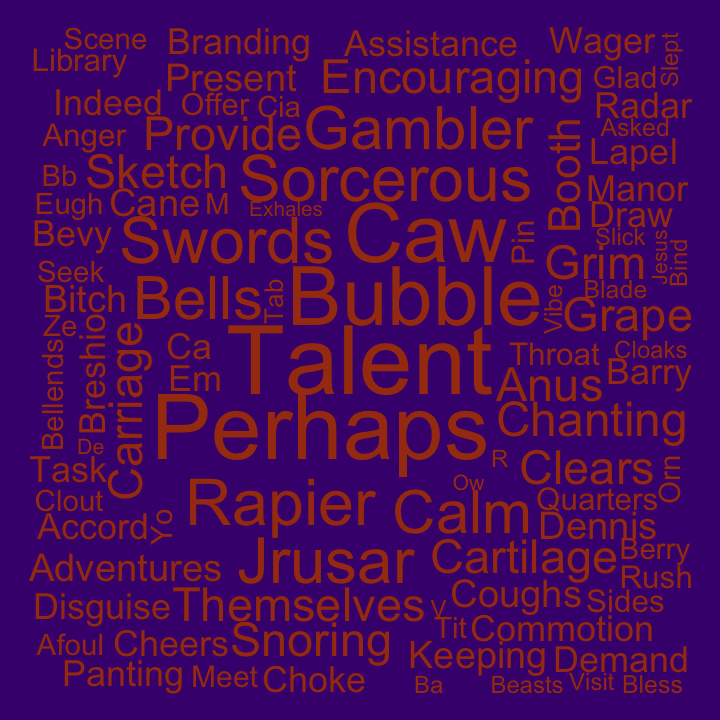 Scene
Branding
Assistance
Wager
Slept
Library
Present
Encouraging
Glad
Indeed
Offer
Cia
Radar
Anger
Provide
Gambler
Booth
Asked
Lapel
Bb
Sketch
Sorcerous
Manor
Eugh
Cane
M
Exhales
Draw
Bevy
Swords
Caw
Pin
Slick
Jesus
Bind
Seek
Grim
Bitch
Bells
Tab
Bubble
Vibe
Blade
Grape
Ze
Breshio
Carriage
Bellends
Ca
Talent
Throat
Cloaks
Em
Anus
Barry
De
Perhaps
Chanting
Task
R
Clears
Orn
Clout
Rapier
Ow
Calm
Quarters
Accord
Yo
Dennis
Adventures
Jrusar
Cartilage
Berry
Rush
Disguise
Themselves
V
Coughs
Sides
Afoul
Cheers
Snoring
Tit
Commotion
Keeping
Demand
Panting
Meet
Choke
Ba
Beasts
Visit
Bless